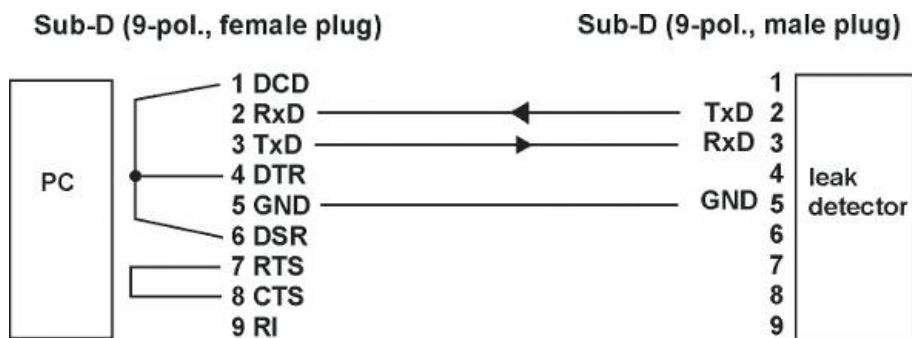 Sub-D (9-pol., female plug)
Sub-D (9-pol., male plug)
1 DCD
2 RxD
3 TxD
4 DTR
5 GND
6 DSR
7 RTS
8 CTS
9 RI
PC
1
TxD 2
RxD 3
4
GND 5
6
7
8
9
leak
detector